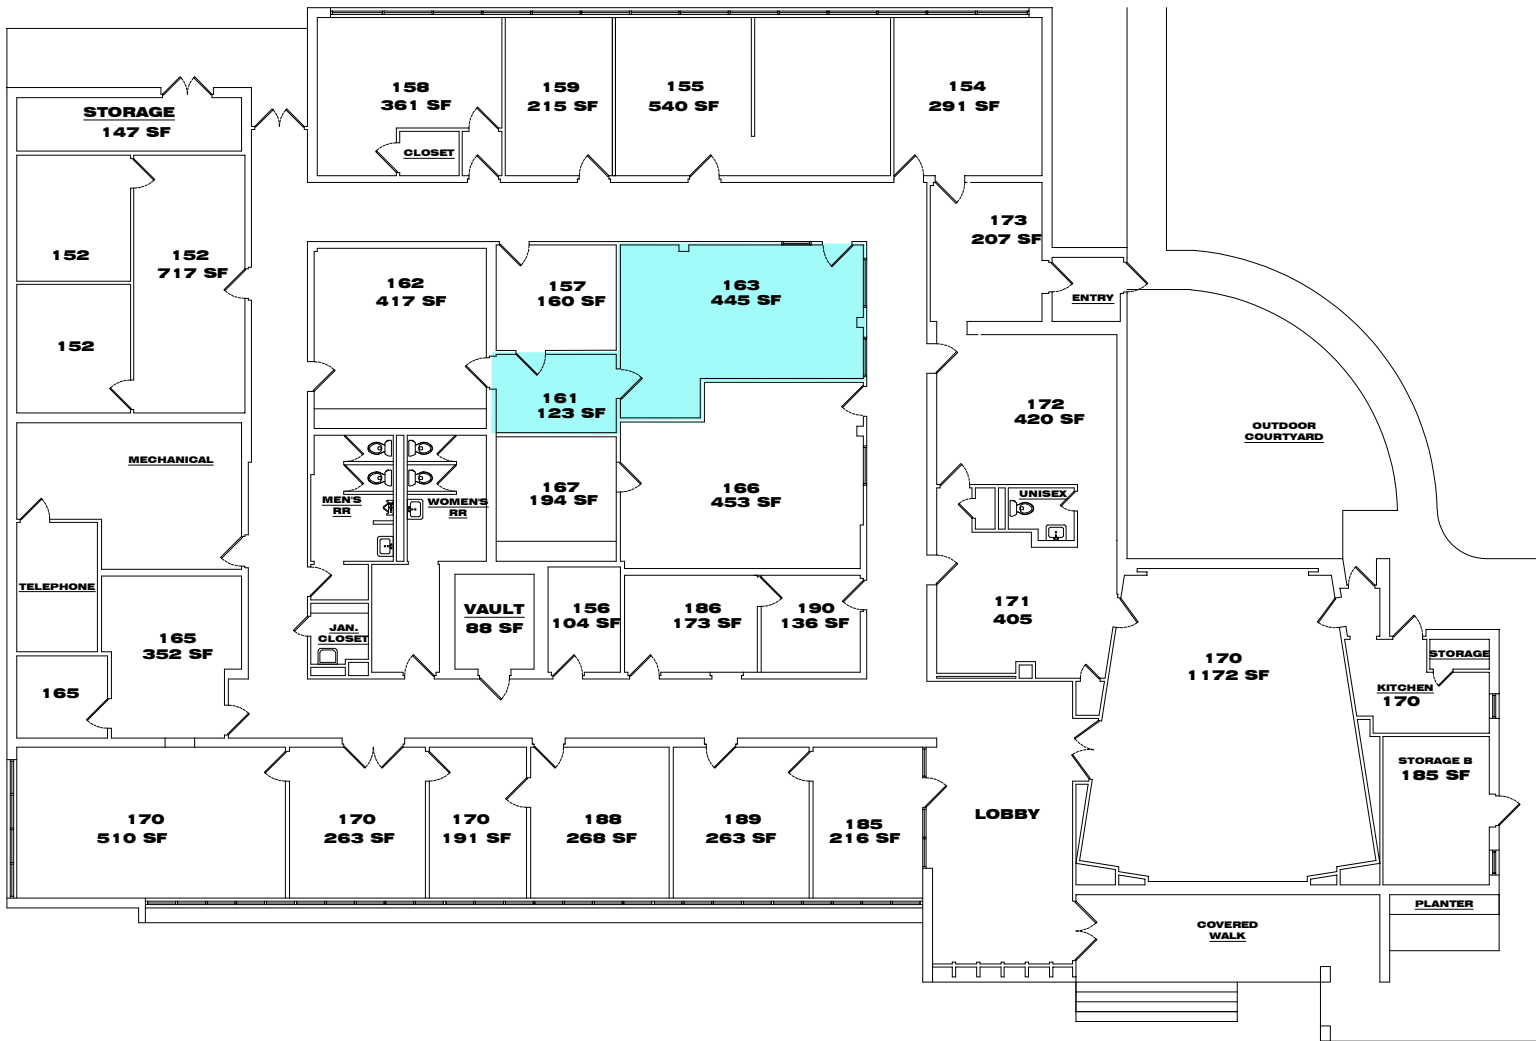 158
361 SF
CLOSET
159
215 SF
155
540 SF
154
291 SF
STORAGE
147 SF
152
152
717 SF
152
173
207 SF
ENTRY
162
417 SF
157
160 SF
163
445 SF
161
123 SF
172
420 SF
OUTDOOR
COURTYARD
MECHANICAL
MEN'S
RR
WOMEN'S
RR
167
194 SF
166
453 SF
UNISEX
TELEPHONE
165
352 SF
165
JAN.
CLOSET
VAULT
88 SF
156
104 SF
186
173 SF
190
136 SF
171
405
170
1172 SF
STORAGE
KITCHEN
170
STORAGE B
185 SF
170
510 SF
170
263 SF
170
191 SF
188
268 SF
189
263 SF
185
216 SF
LOBBY
COVERED
WALK
PLANTER